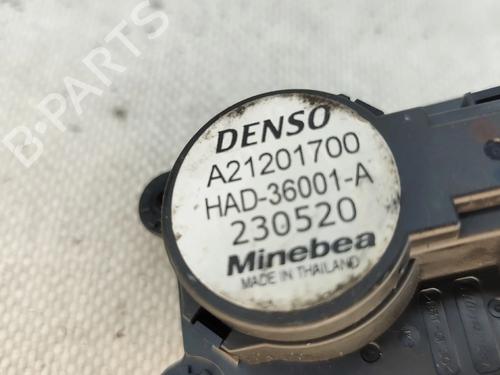 B-PARTS
DENSO
A21201700
HAD-36001-A
230520
Minebea
MADE IN THAILAND